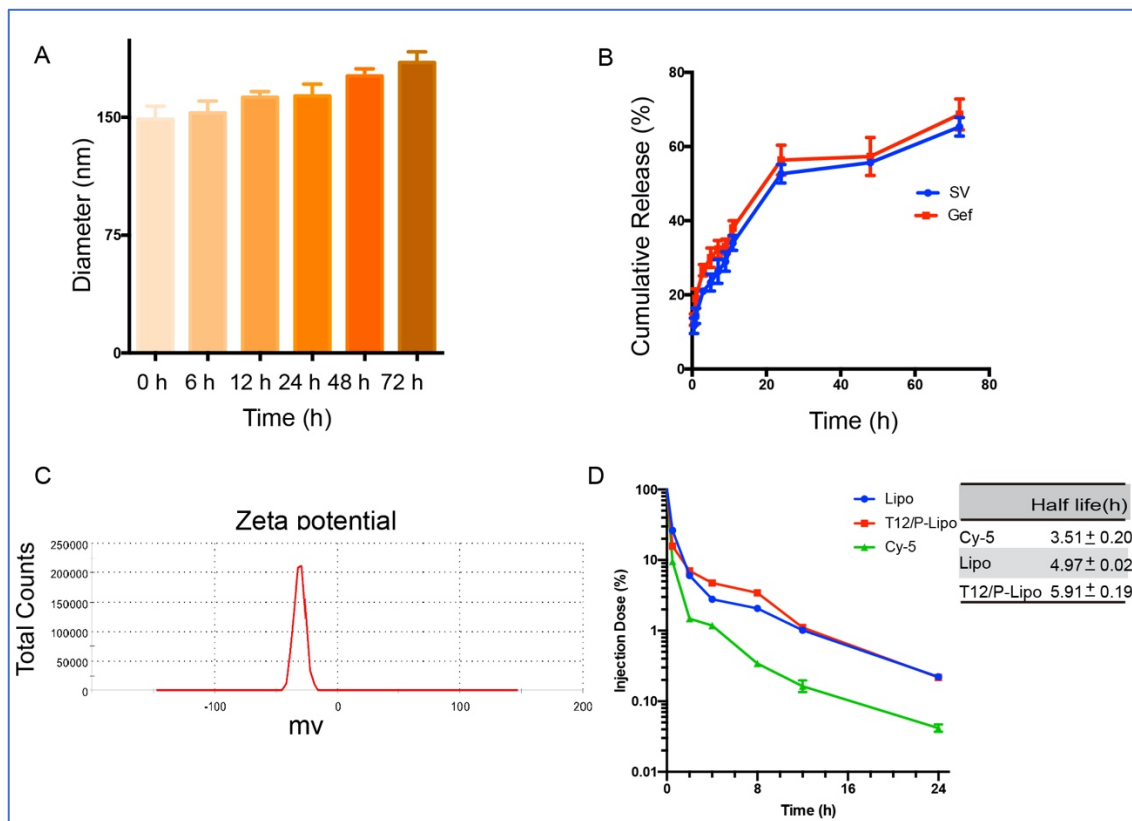 A
Diameter (nm)
150
75
0
0 h 6 h 12 h 24 h 48 h 72 h
Time (h)
B
Cumulative Release (%)
80
60
40
20
0
0 20 40 60 80
Time (h)
SV
Gef
C
Zeta potential
Total Counts
250000
200000
150000
100000
50000
0
-100 0 100 200
mv
D
Lipo
T12/P-Lipo
Cy-5
Injection Dose (%)
100
10
1
0.10
0.01
0 8 16 24
Time (h)
Half life(h)
Cy-5 3.51 ± 0.20
Lipo 4.97 ± 0.02
T12/P-Lipo 5.91 ± 0.19